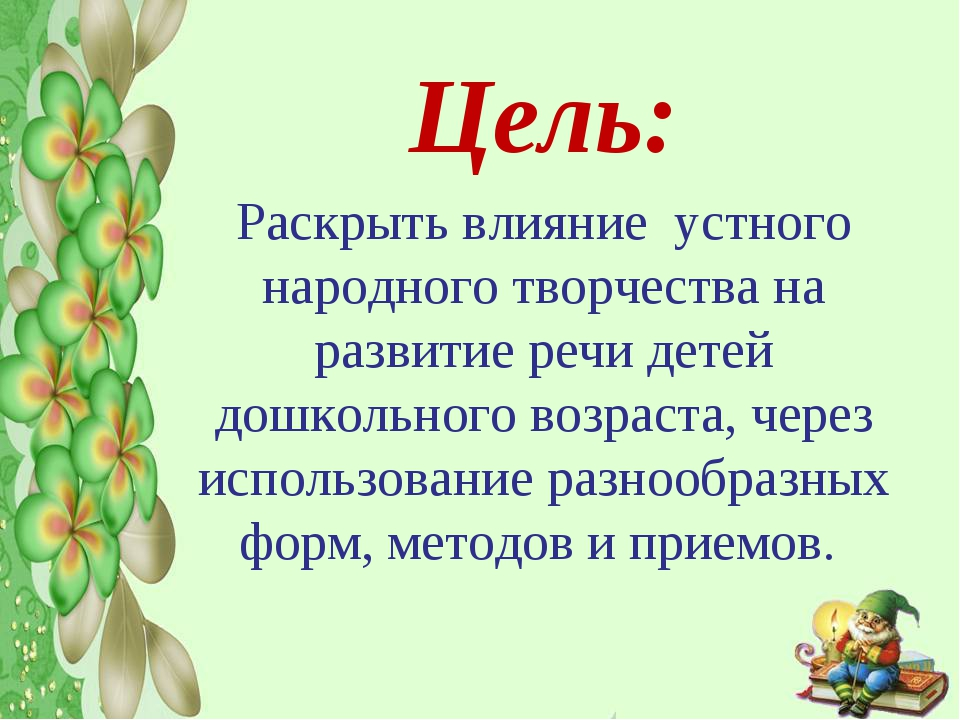 Цель:
Раскрыть влияние  устного
народного творчества на
развитие речи детей
дошкольного возраста, через
использование разнообразных
форм, методов и приемов.